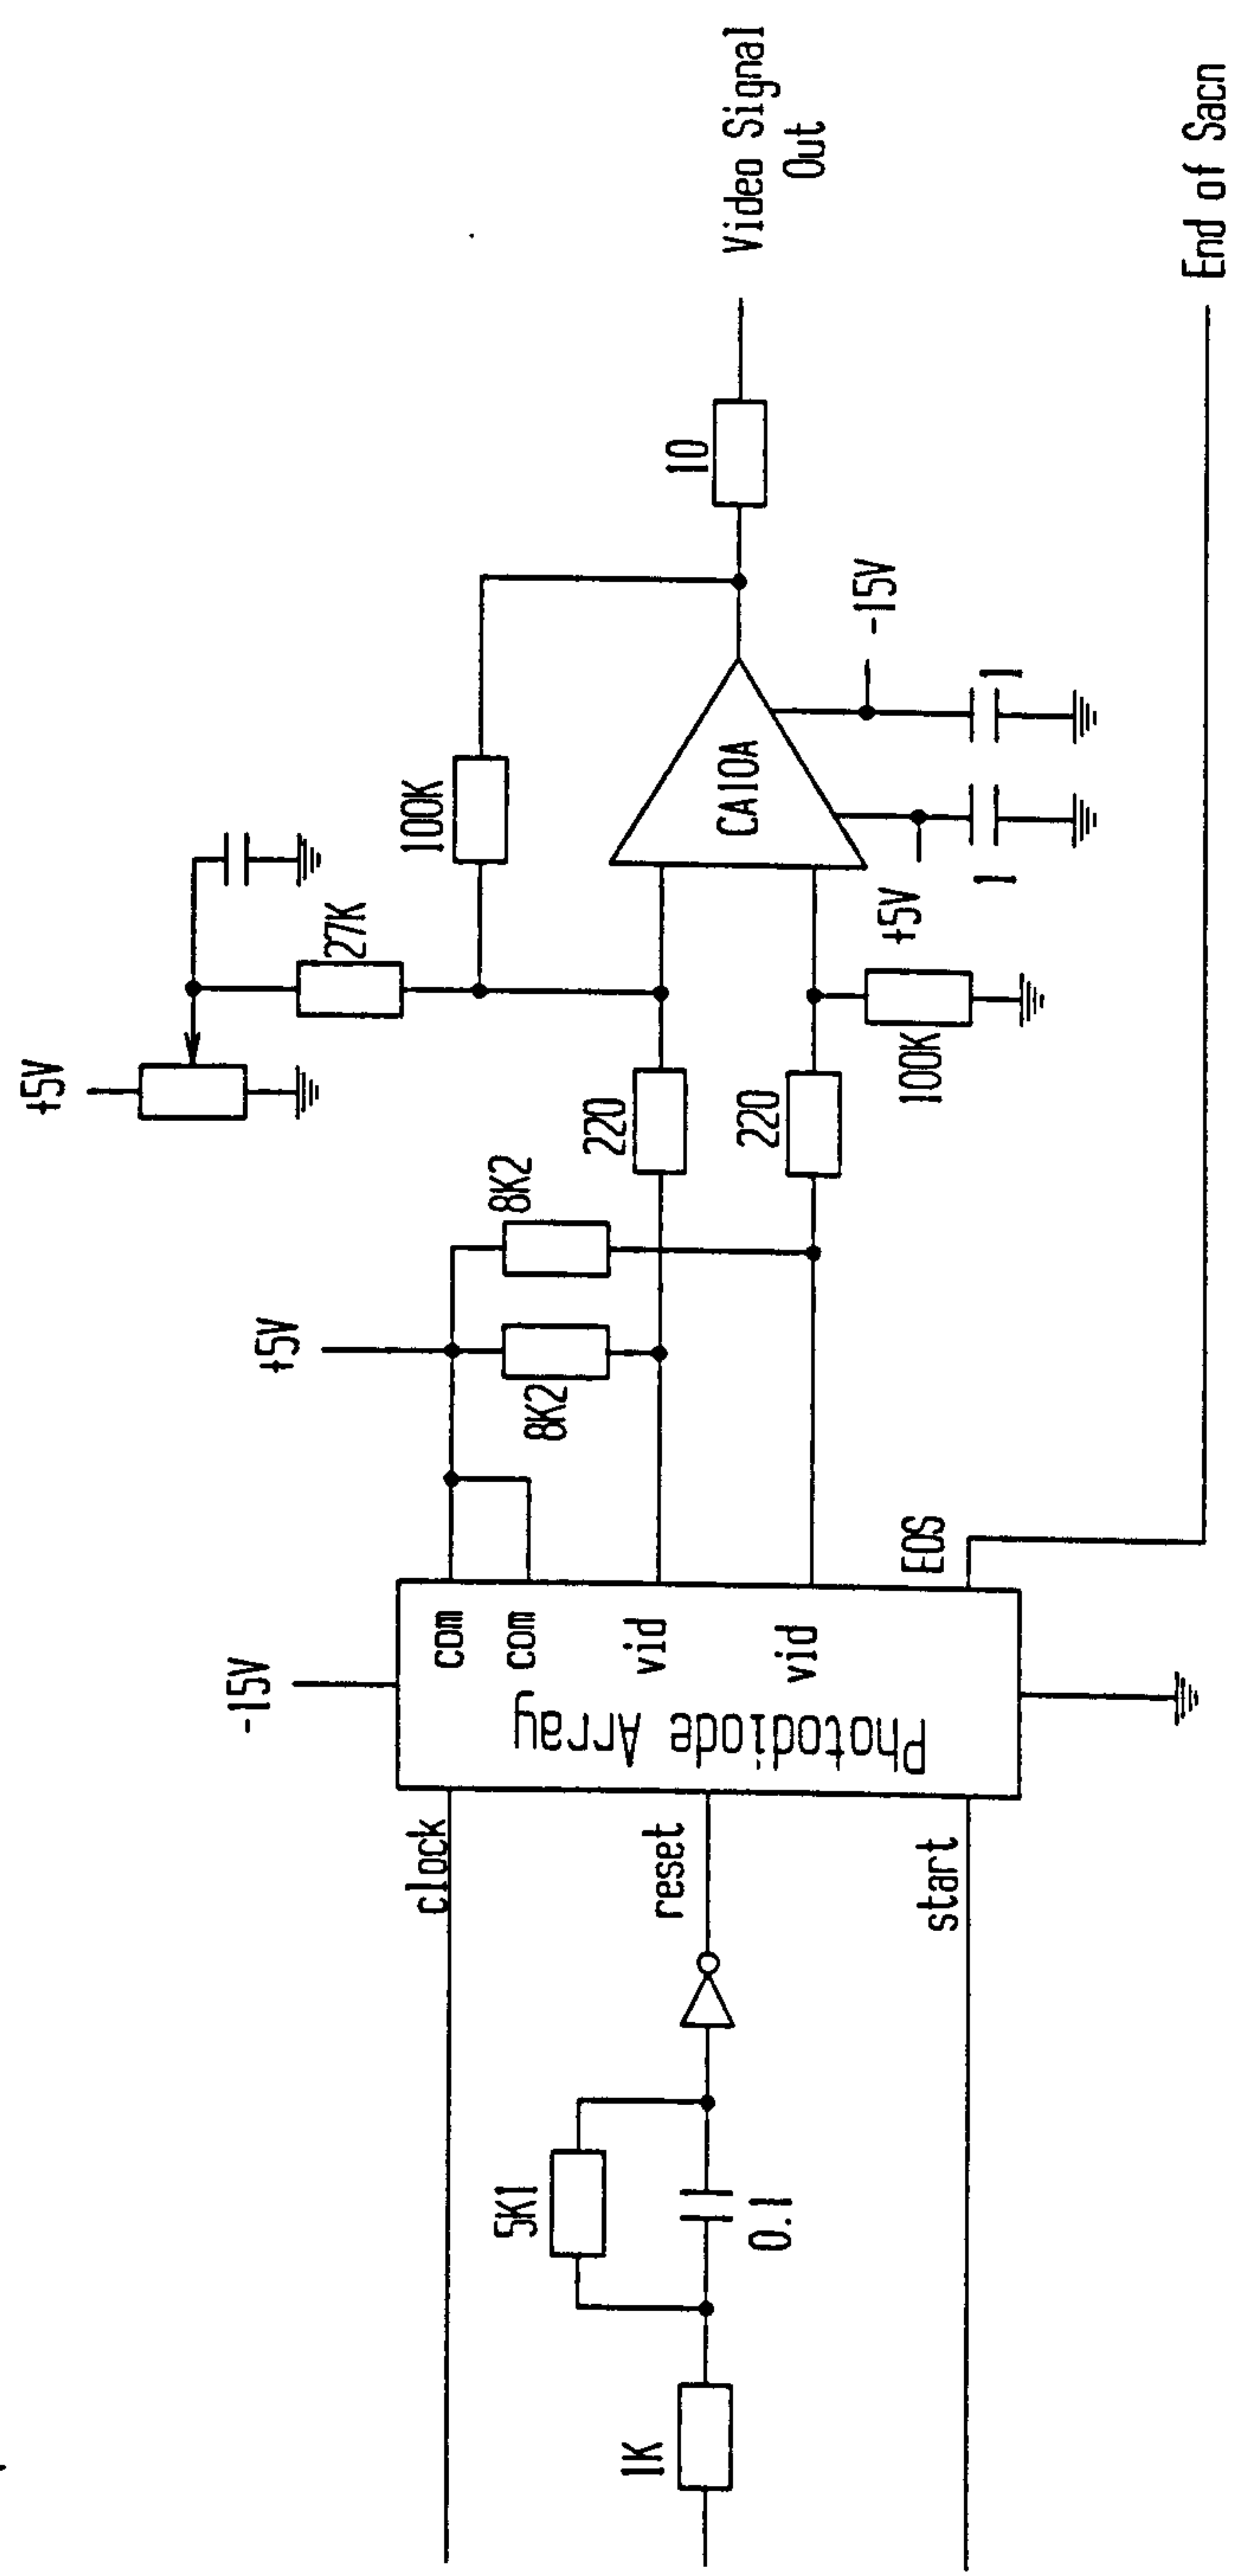 +5V
27K
100K
+5V
8K2
8K2
220
220
100K
CA10A
+5V
1
-15V
1
10
Video Signal
Out
-15V
com
com
vid
vid
EOS
Photodiode Array
clock
reset
start
5K1
0.1
1K
End of Sacn